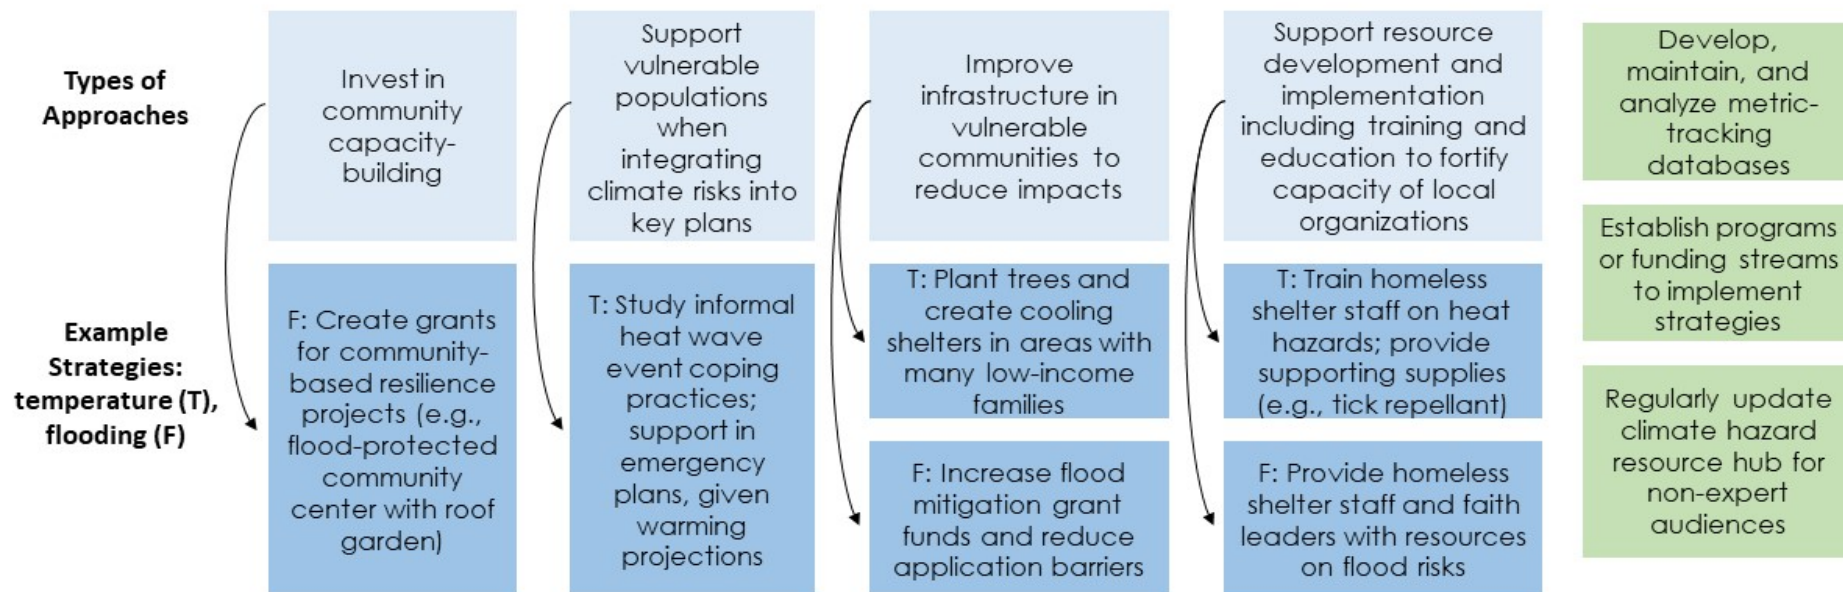 Types of
Approaches
Invest in
community
capacity-
building
Support
vulnerable
populations
when
integrating
climate risks into
key plans
Improve
infrastructure in
vulnerable
communities to
reduce impacts
Support resource
development and
implementation
including training and
education to fortify
capacity of local
organizations
Example
Strategies:
temperature (T),
flooding (F)
F: Create grants
for community-
based resilience
projects (e.g.,
flood-protected
community
center with roof
garden)
T: Study informal
heat wave
event coping
practices;
support in
emergency
plans, given
warming
projections
T: Plant trees and
create cooling
shelters in areas with
many low-income
families
F: Increase flood
mitigation grant
funds and reduce
application barriers
T: Train homeless
shelter staff on heat
hazards; provide
supporting supplies
(e.g., tick repellant)
F: Provide homeless
shelter staff and faith
leaders with resources
on flood risks
Develop,
maintain, and
analyze metric-
tracking
databases
Establish programs
or funding streams
to implement
strategies
Regularly update
climate hazard
resource hub for
non-expert
audiences